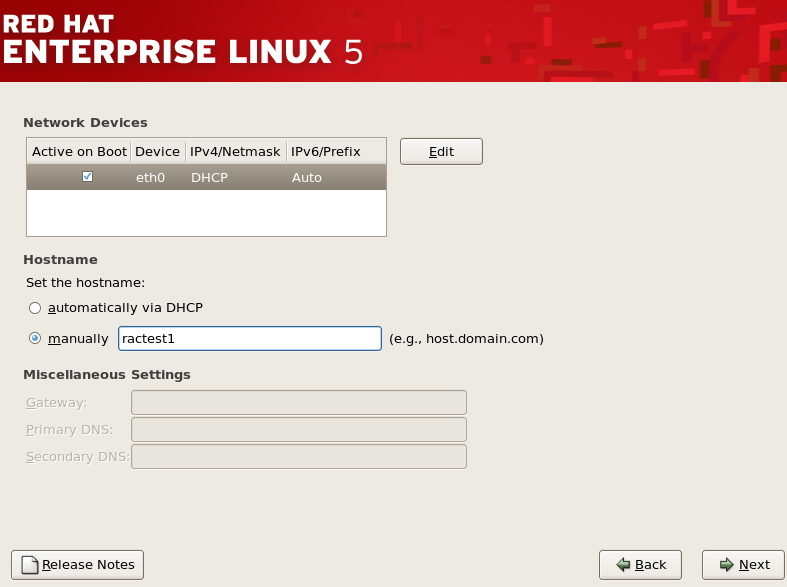 RED HAT
ENTERPRISE LINUX 5
Network Devices
Active on Boot Device IPv4/Netmask IPv6/Prefix
eth0 DHCP Auto
Edit
Hostname
Set the hostname:
automatically via DHCP
manually ractest1 (e.g., host.domain.com)
Miscellaneous Settings
Gateway:
Primary DNS:
Secondary DNS:
Release Notes Back Next